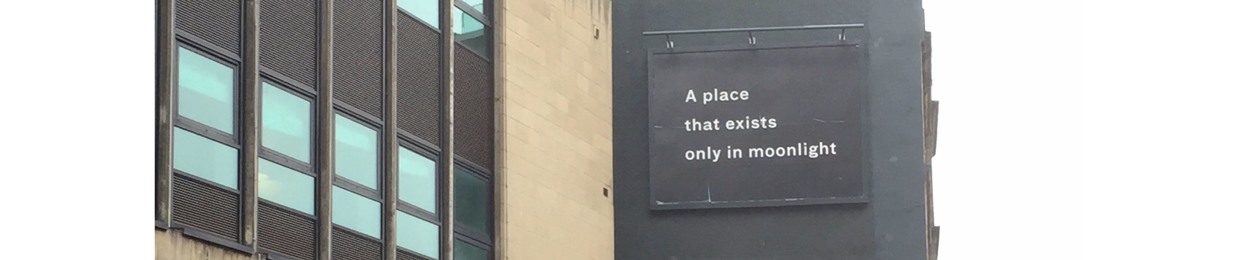 A place
that exists
only in moonlight